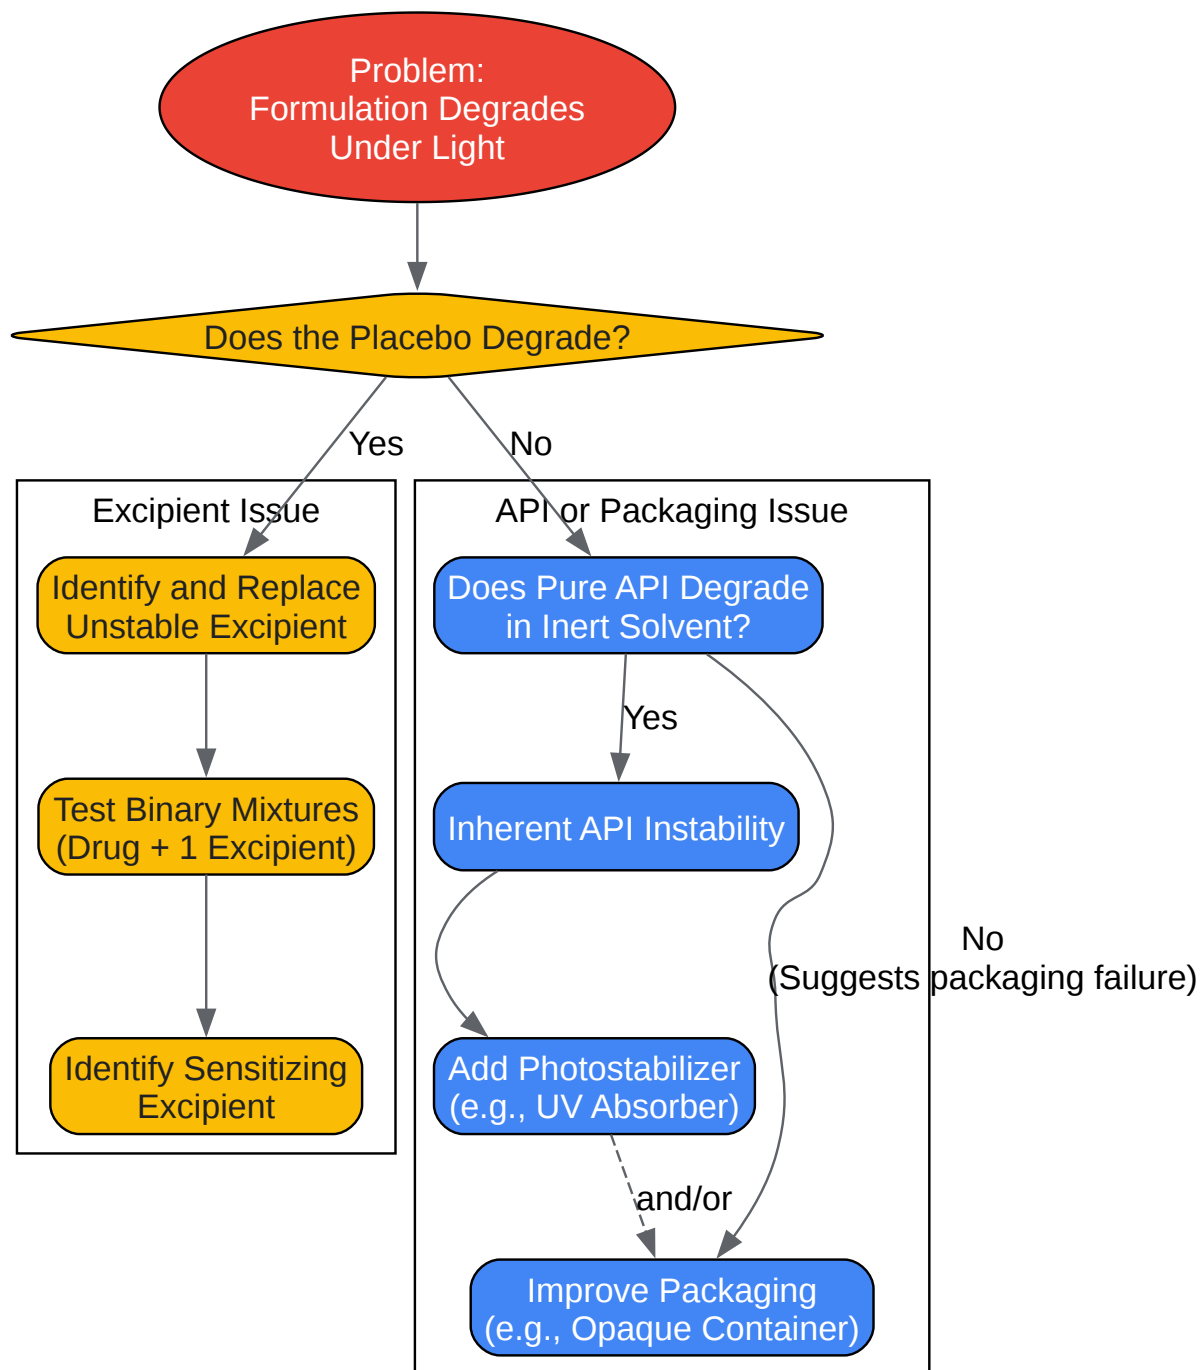 Problem:
Formulation Degrades
Under Light
Does the Placebo Degrade?
Yes
No
Excipient Issue
API or Packaging Issue
Identify and Replace
Unstable Excipient
Does Pure API Degrade
in Inert Solvent?
Yes
Test Binary Mixtures
(Drug + 1 Excipient)
Inherent API Instability
No
(Suggests packaging failure)
Identify Sensitizing
Excipient
Add Photostabilizer
(e.g., UV Absorber)
and/or
Improve Packaging
(e.g., Opaque Container)